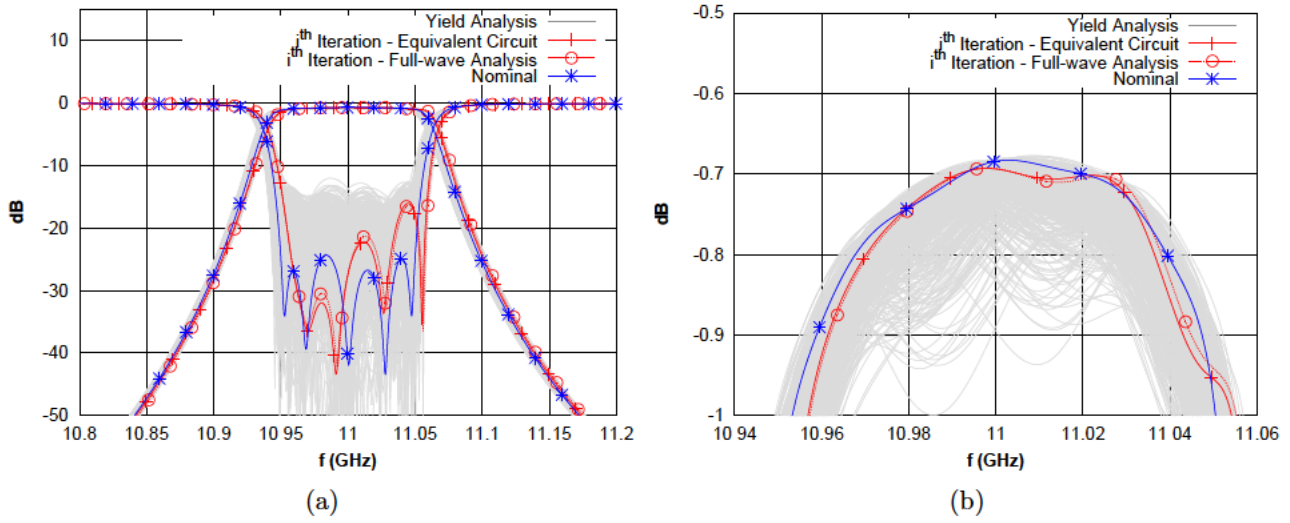 Yield Analysis
ith Iteration - Equivalent Circuit
ith Iteration - Full-wave Analysis
Nominal
10
0
-10
-20
-30
-40
-50
dB
10.8 10.85 10.9 10.95 11 11.05 11.1 11.15 11.2
f (GHz)
(a)
Yield Analysis
ith Iteration - Equivalent Circuit
ith Iteration - Full-wave Analysis
Nominal
-0.5
-0.6
-0.7
-0.8
-0.9
-1
dB
10.94 10.96 10.98 11 11.02 11.04 11.06
f (GHz)
(b)